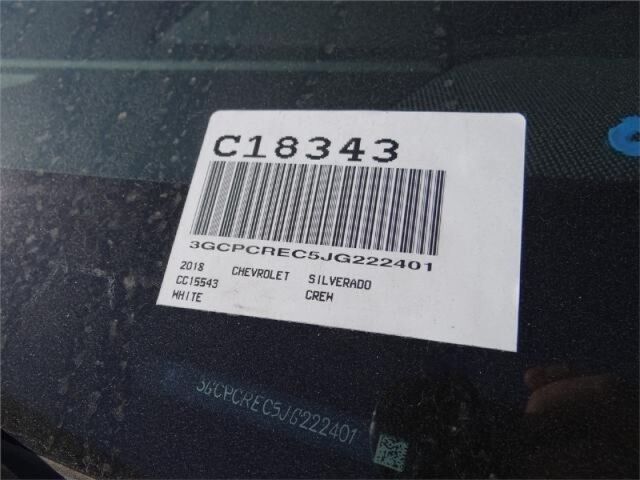 C18343
3GCPCREC5JG222401
2018 CHEVROLET SILVERADO
CC15543
WHITE CREW
3GCPCREC5JG222401